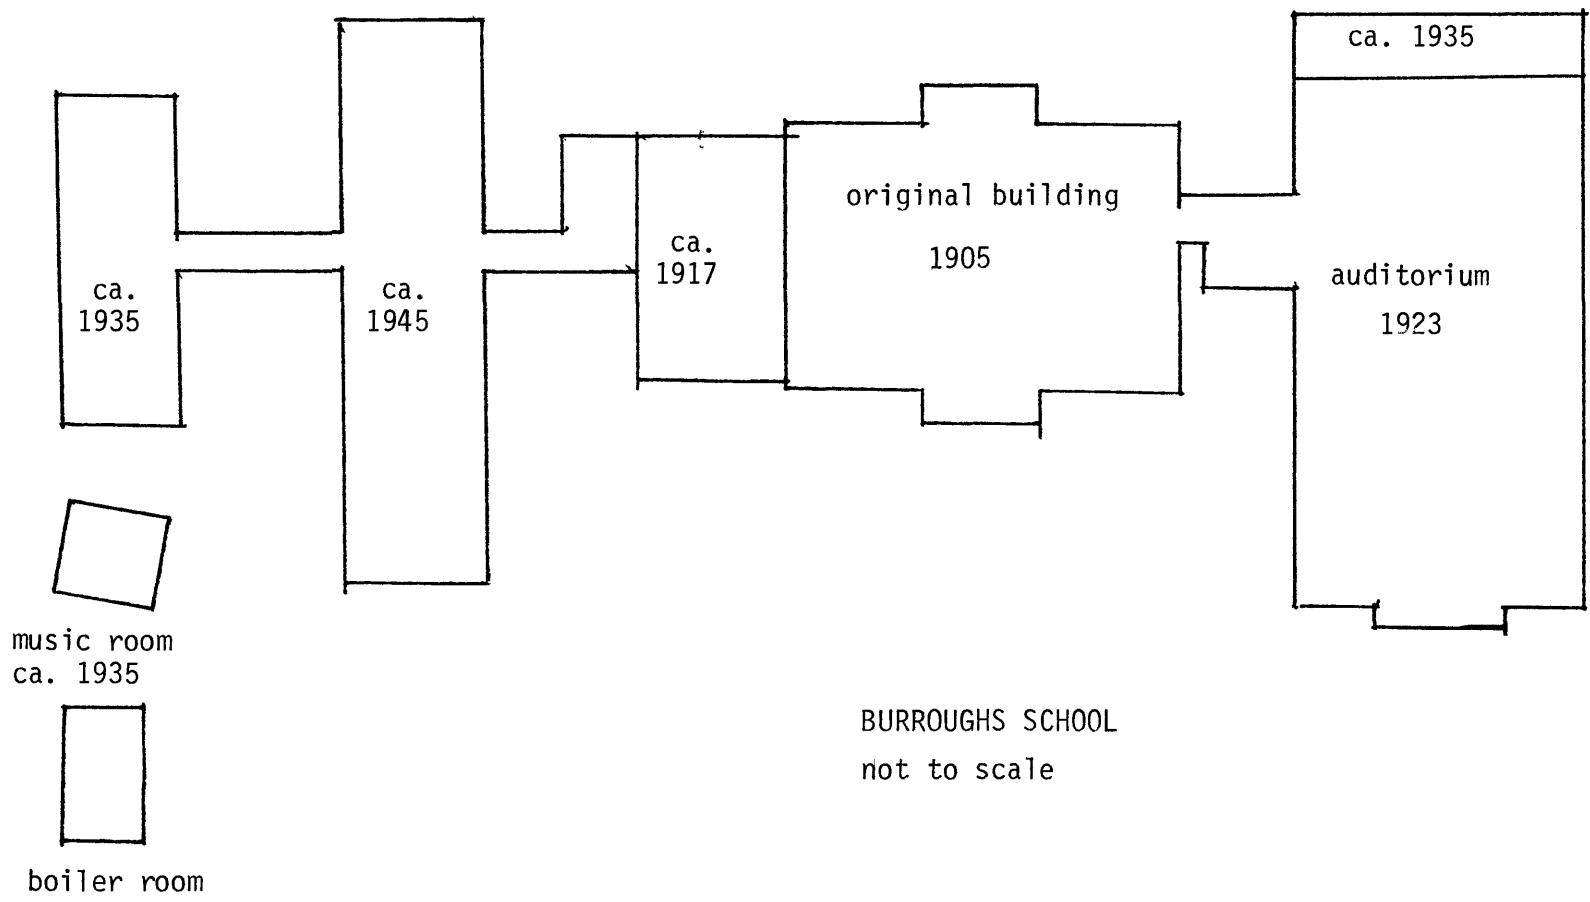 ca. 1935
original building
1905
ca.
1917
auditorium
1923
ca.
1935
ca.
1945
music room
ca. 1935
BURROUGHS SCHOOL
not to scale
boiler room